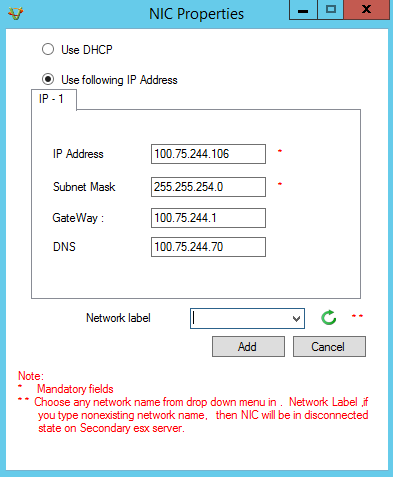 NIC Properties
Use DHCP
Use following IP Address
IP - 1
IP Address 100.75.244.106 *
Subnet Mask 255.255.254.0 *
GateWay : 100.75.244.1
DNS 100.75.244.70
Network label * *
Add Cancel
Note:
* Mandatory fields
* * Choose any network name from drop down menu in . Network Label ,if
you type nonexisting network name, then NIC will be in disconnected
state on Secondary esx server.